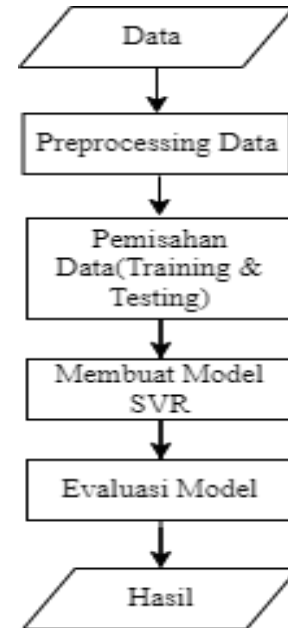 Data
Preprocessing Data
Pemisahan
Data(Training &
Testing)
Membuat Model
SVR
Evaluasi Model
Hasil